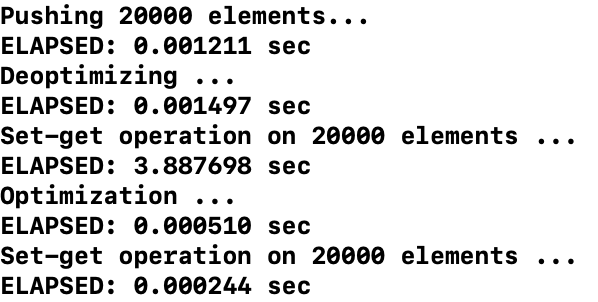 Pushing 20000 elements...
ELAPSED: 0.001211 sec
Deoptimizing ...
ELAPSED: 0.001497 sec
Set-get operation on 20000 elements ...
ELAPSED: 3.887698 sec
Optimization ...
ELAPSED: 0.000510 sec
Set-get operation on 20000 elements ...
ELAPSED: 0.000244 sec